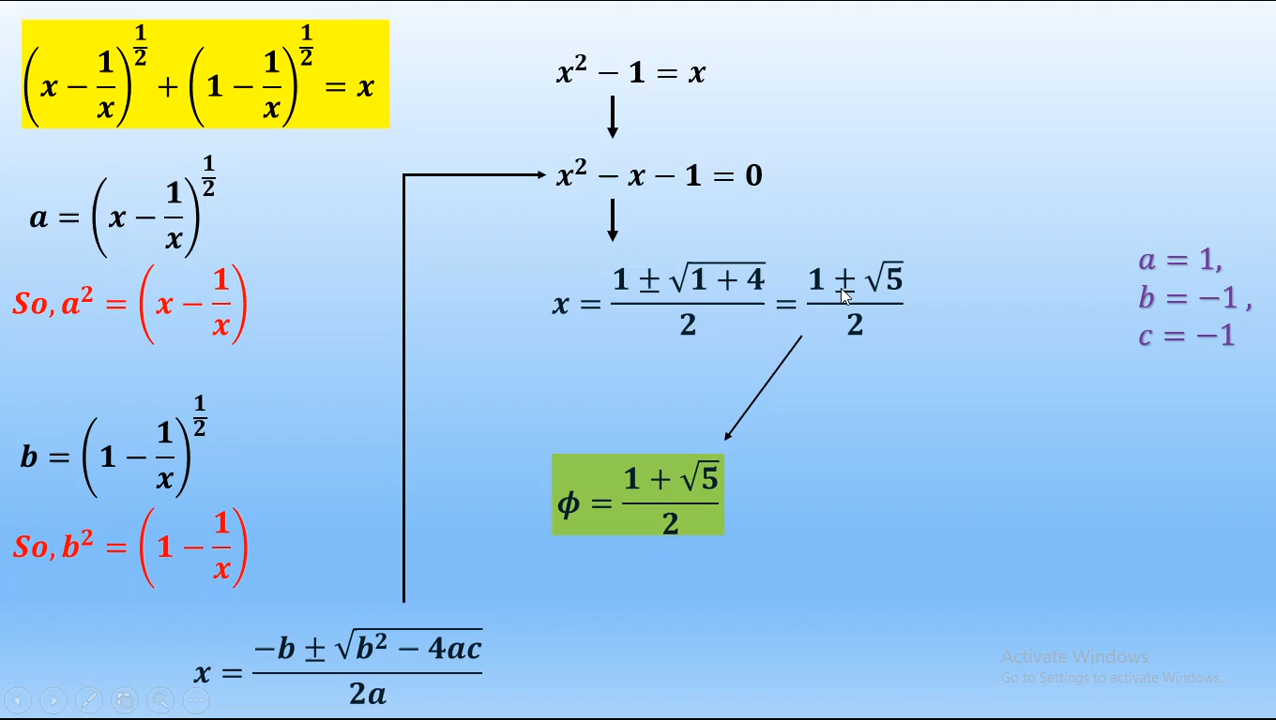 (x − 1/x)^(1/2) + (1 − 1/x)^(1/2) = x
a = (x − 1/x)^(1/2)
So, a² = (x − 1/x)
b = (1 − 1/x)^(1/2)
So, b² = (1 − 1/x)
x = (−b ± √(b² − 4ac))/(2a)
x² − 1 = x
x² − x − 1 = 0
x = (1 ± √(1 + 4))/2 = (1 ± √5)/2
ϕ = (1 + √5)/2
a = 1,
b = −1 ,
c = −1
Activate Windows
Go to Settings to activate Windows.